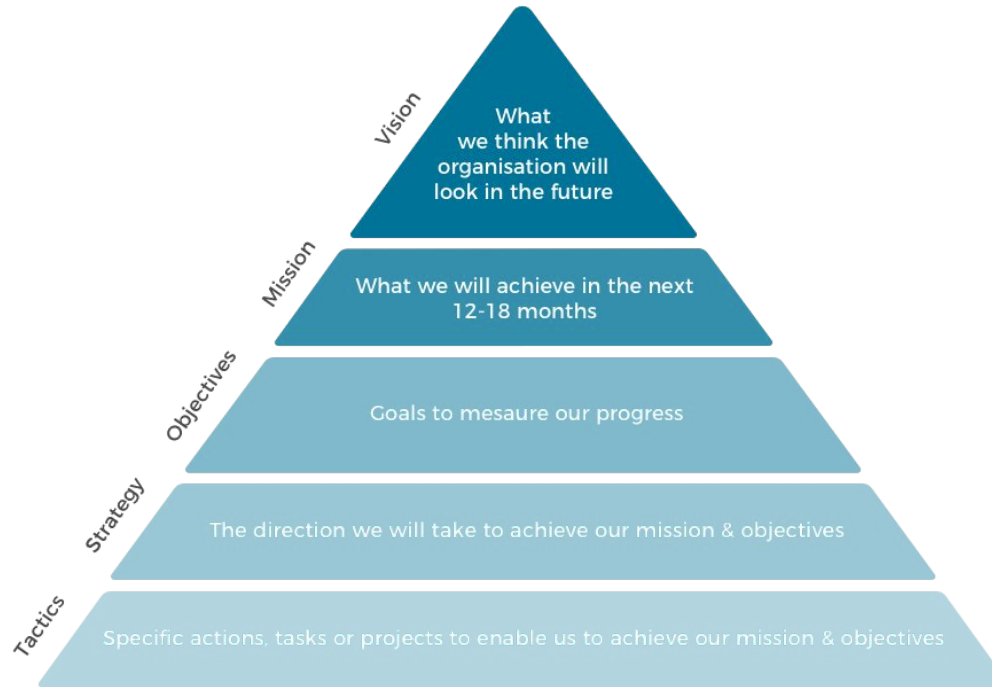 Vision
What
we think the
organisation will
look in the future
Mission
What we will achieve in the next
12-18 months
Objectives
Goals to mesaure our progress
Strategy
The direction we will take to achieve our mission & objectives
Tactics
Specific actions, tasks or projects to enable us to achieve our mission & objectives